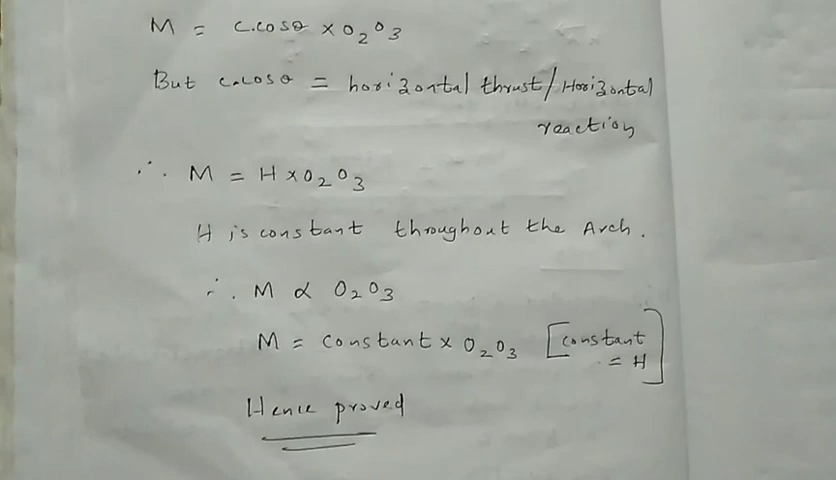 M = C.cosθ × O₂O₃
But C.cosθ = horizontal thrust/Horizontal
reaction
∴ M = H × O₂O₃
H is constant throughout the Arch.
∴ M ∝ O₂O₃
M = constant × O₂O₃ [constant
= H]
Hence proved